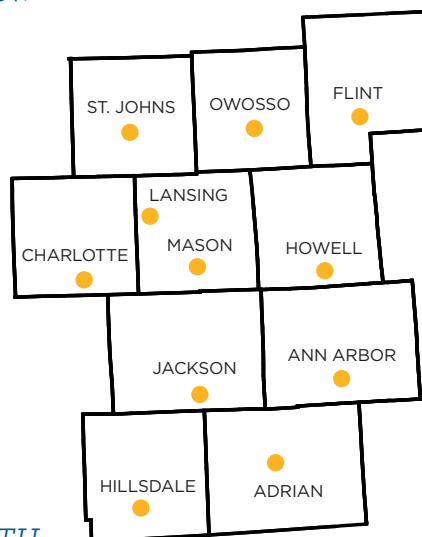 FLINT
OWOSSO
ST. JOHNS
LANSING
MASON
HOWELL
CHARLOTTE
JACKSON
ANN ARBOR
HILLSDALE
ADRIAN